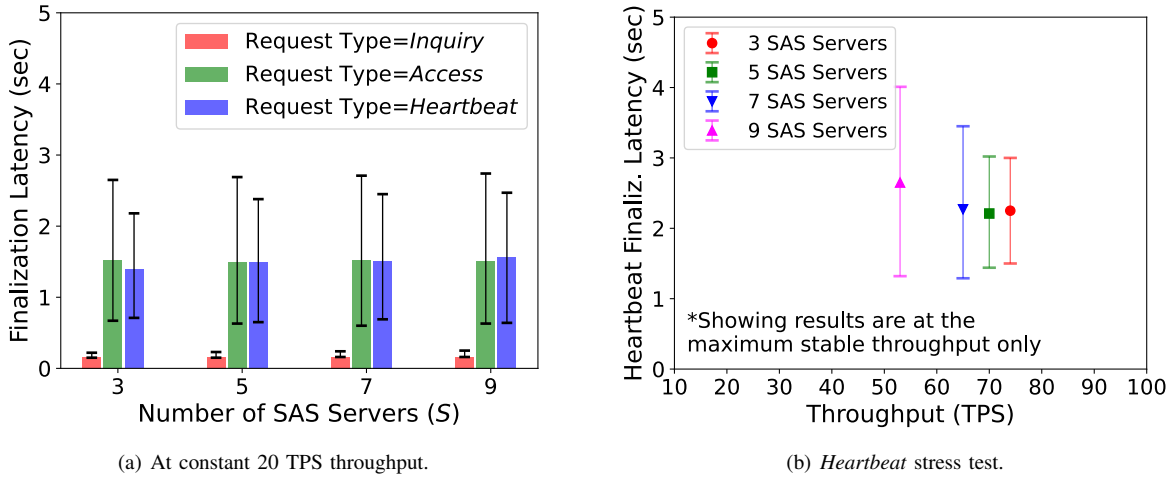 5
4
3
2
1
0
Finalization Latency (sec)
Request Type=Inquiry
Request Type=Access
Request Type=Heartbeat
3 5 7 9
Number of SAS Servers (S)
(a) At constant 20 TPS throughput.
5
4
3
2
1
0
Heartbeat Finaliz. Latency (sec)
3 SAS Servers
5 SAS Servers
7 SAS Servers
9 SAS Servers
*Showing results are at the
maximum stable throughput only
10 20 30 40 50 60 70 80 90 100
Throughput (TPS)
(b) Heartbeat stress test.